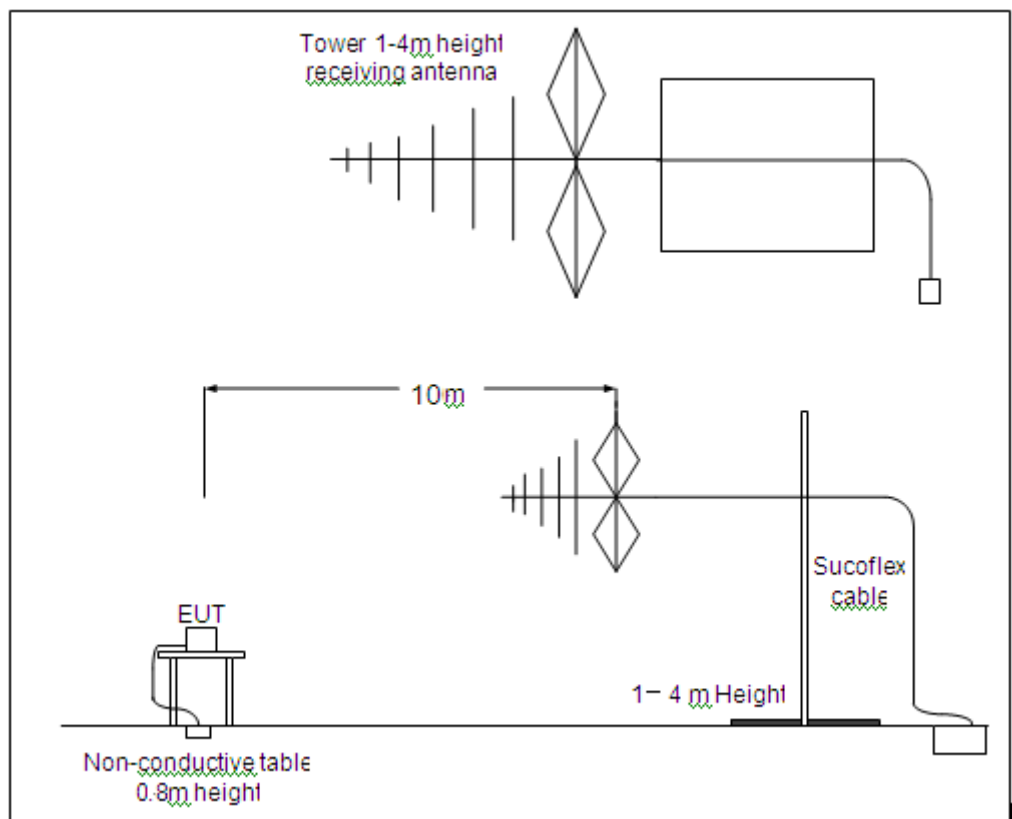 Tower 1-4m height
receiving antenna
10m
EUT
Sucoflex
cable
1- 4 m Height
Non-conductive table
0.8m height